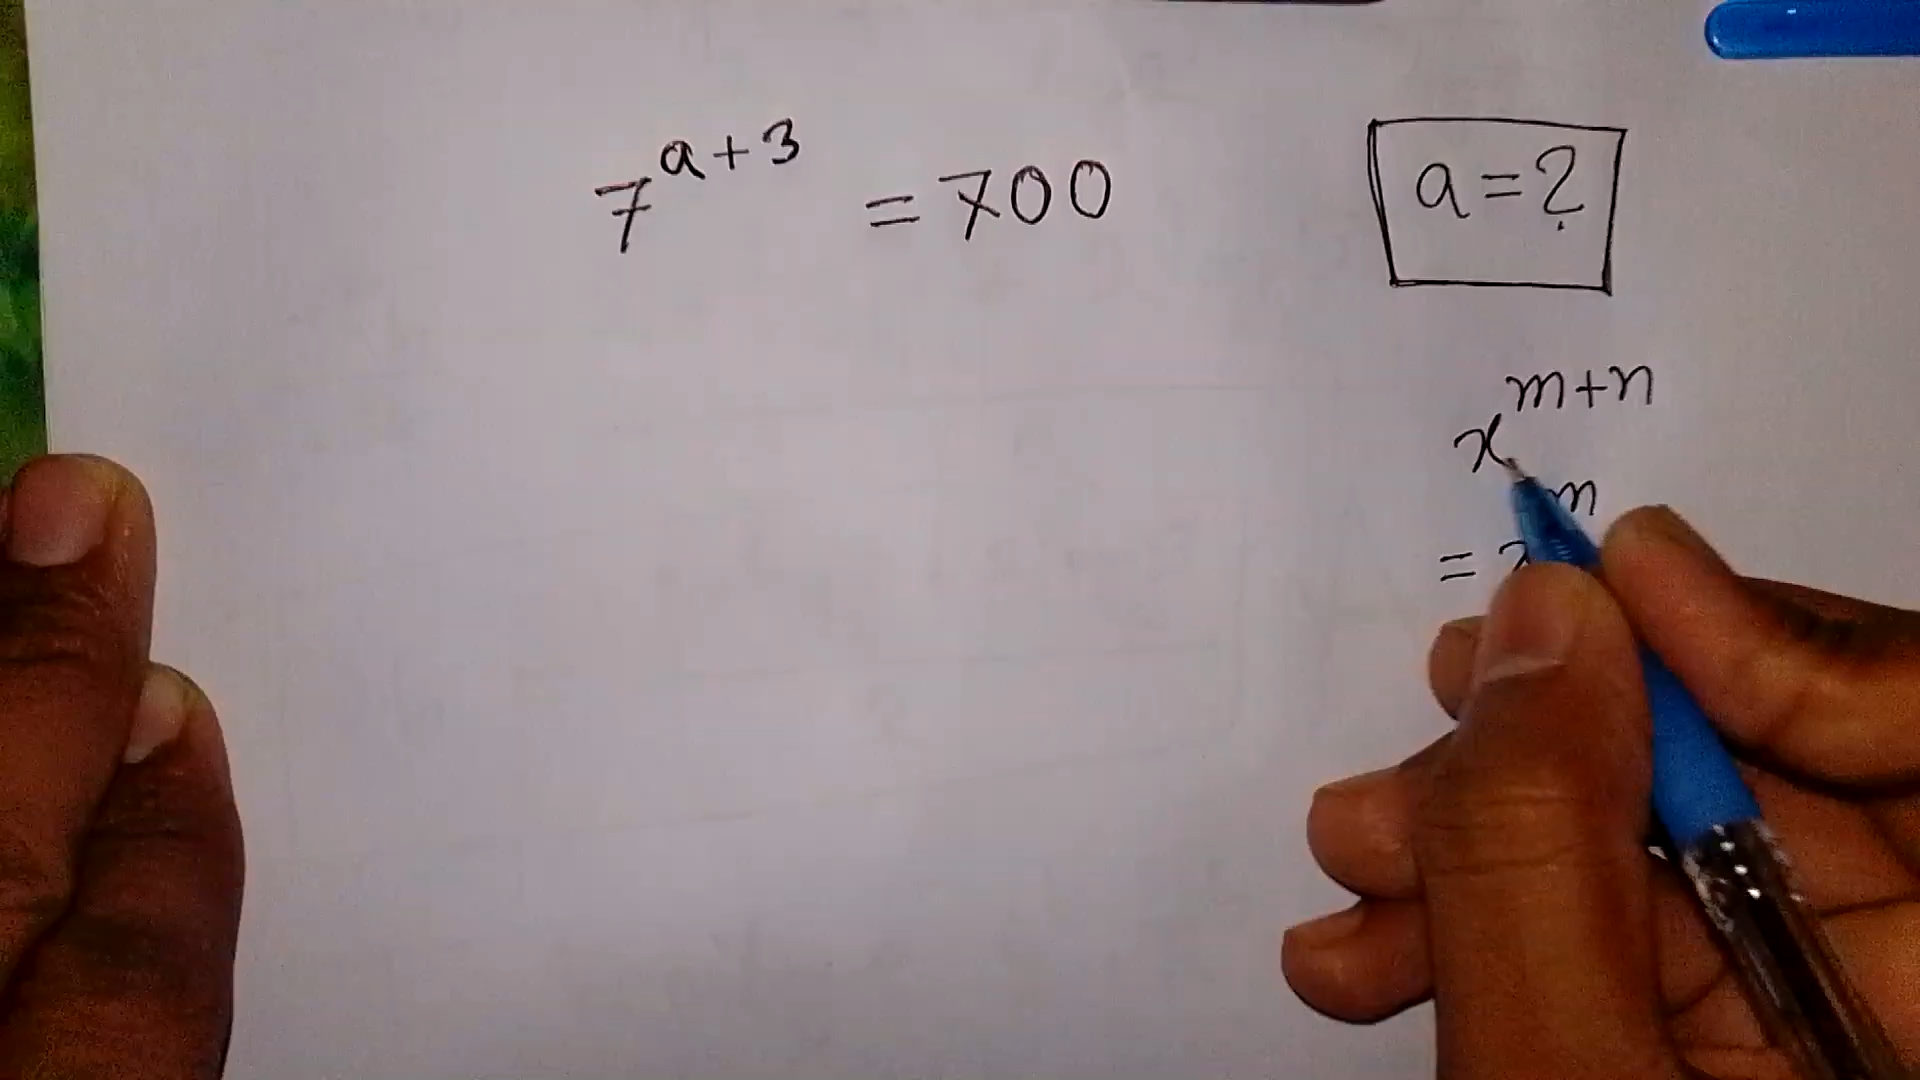 7^{a+3} = 700
a = ?
x^{m+n}
= x^m